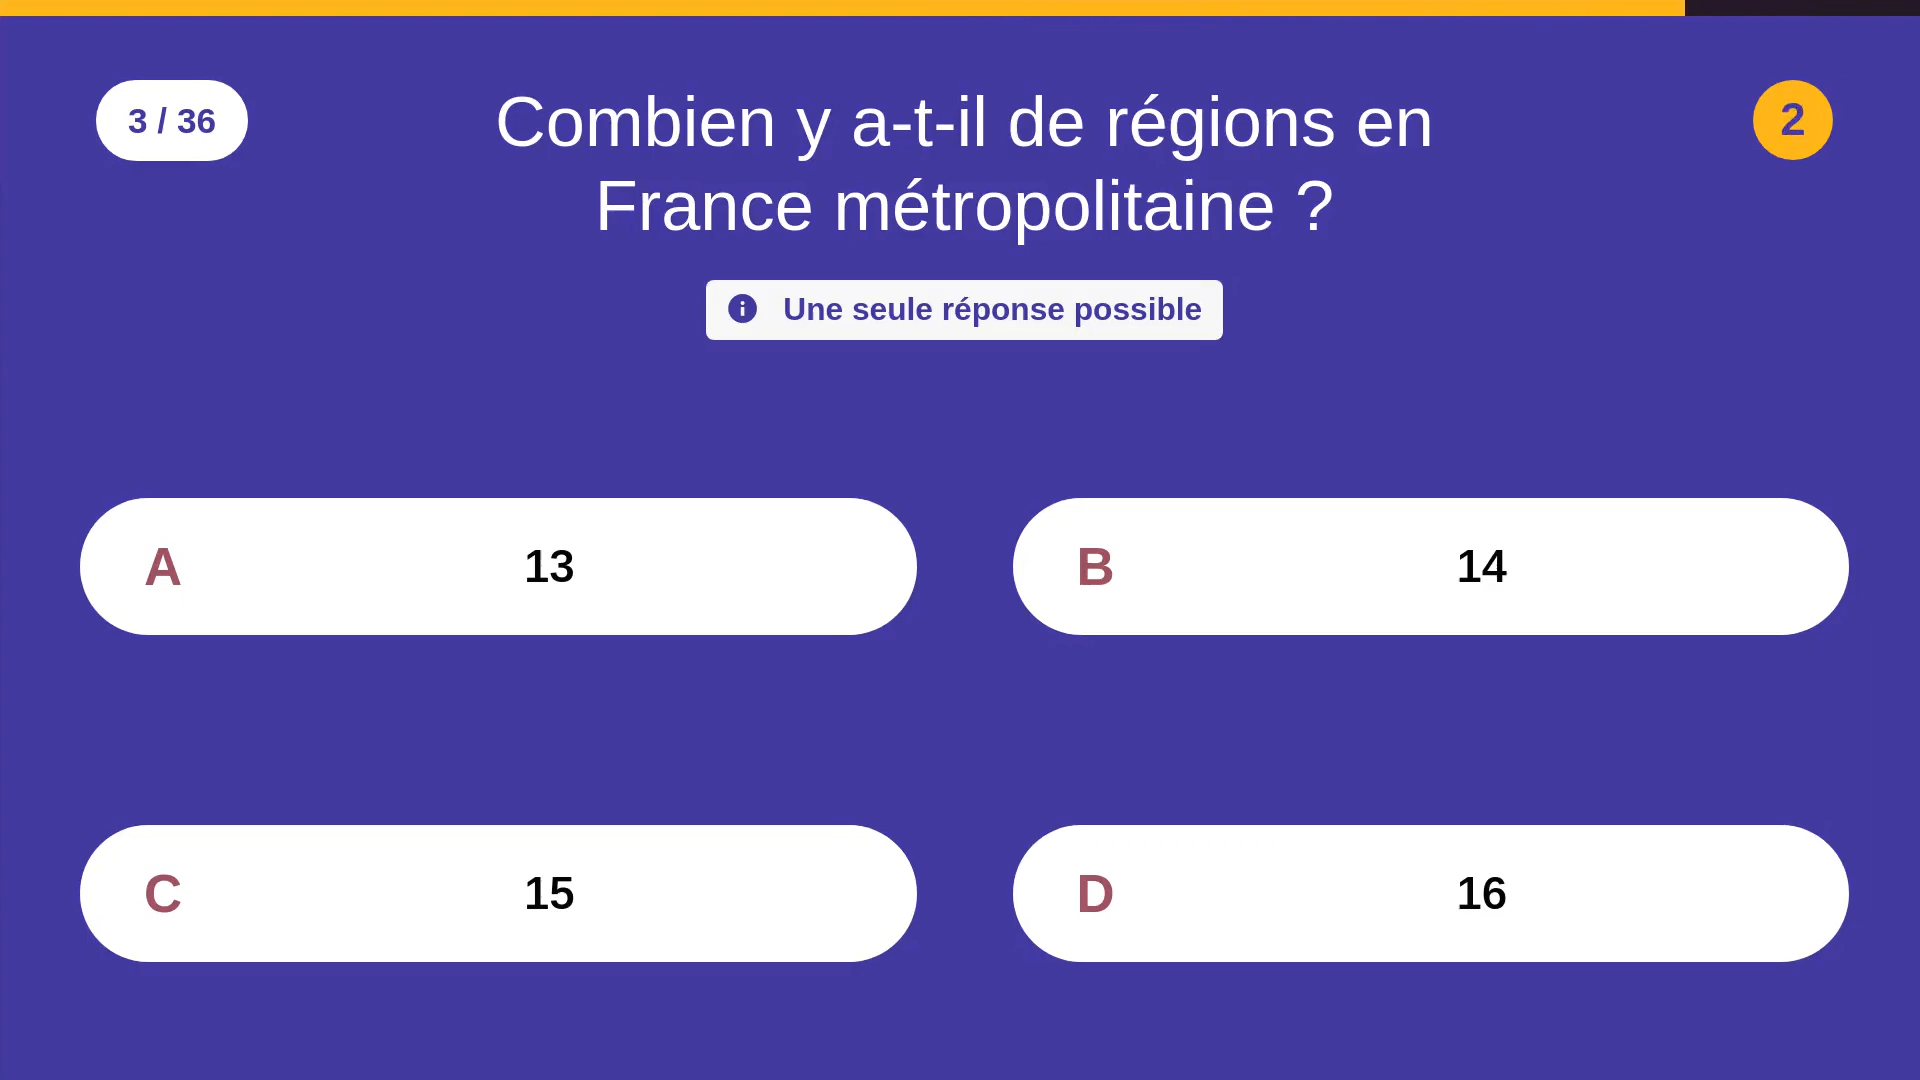 3 / 36
Combien y a-t-il de régions en
France métropolitaine ?
2
Une seule réponse possible
A 13
B 14
C 15
D 16